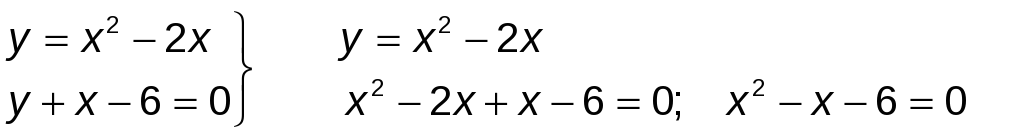 y = x² – 2x } y = x² – 2x
y + x – 6 = 0 x² – 2x + x – 6 = 0; x² – x – 6 = 0